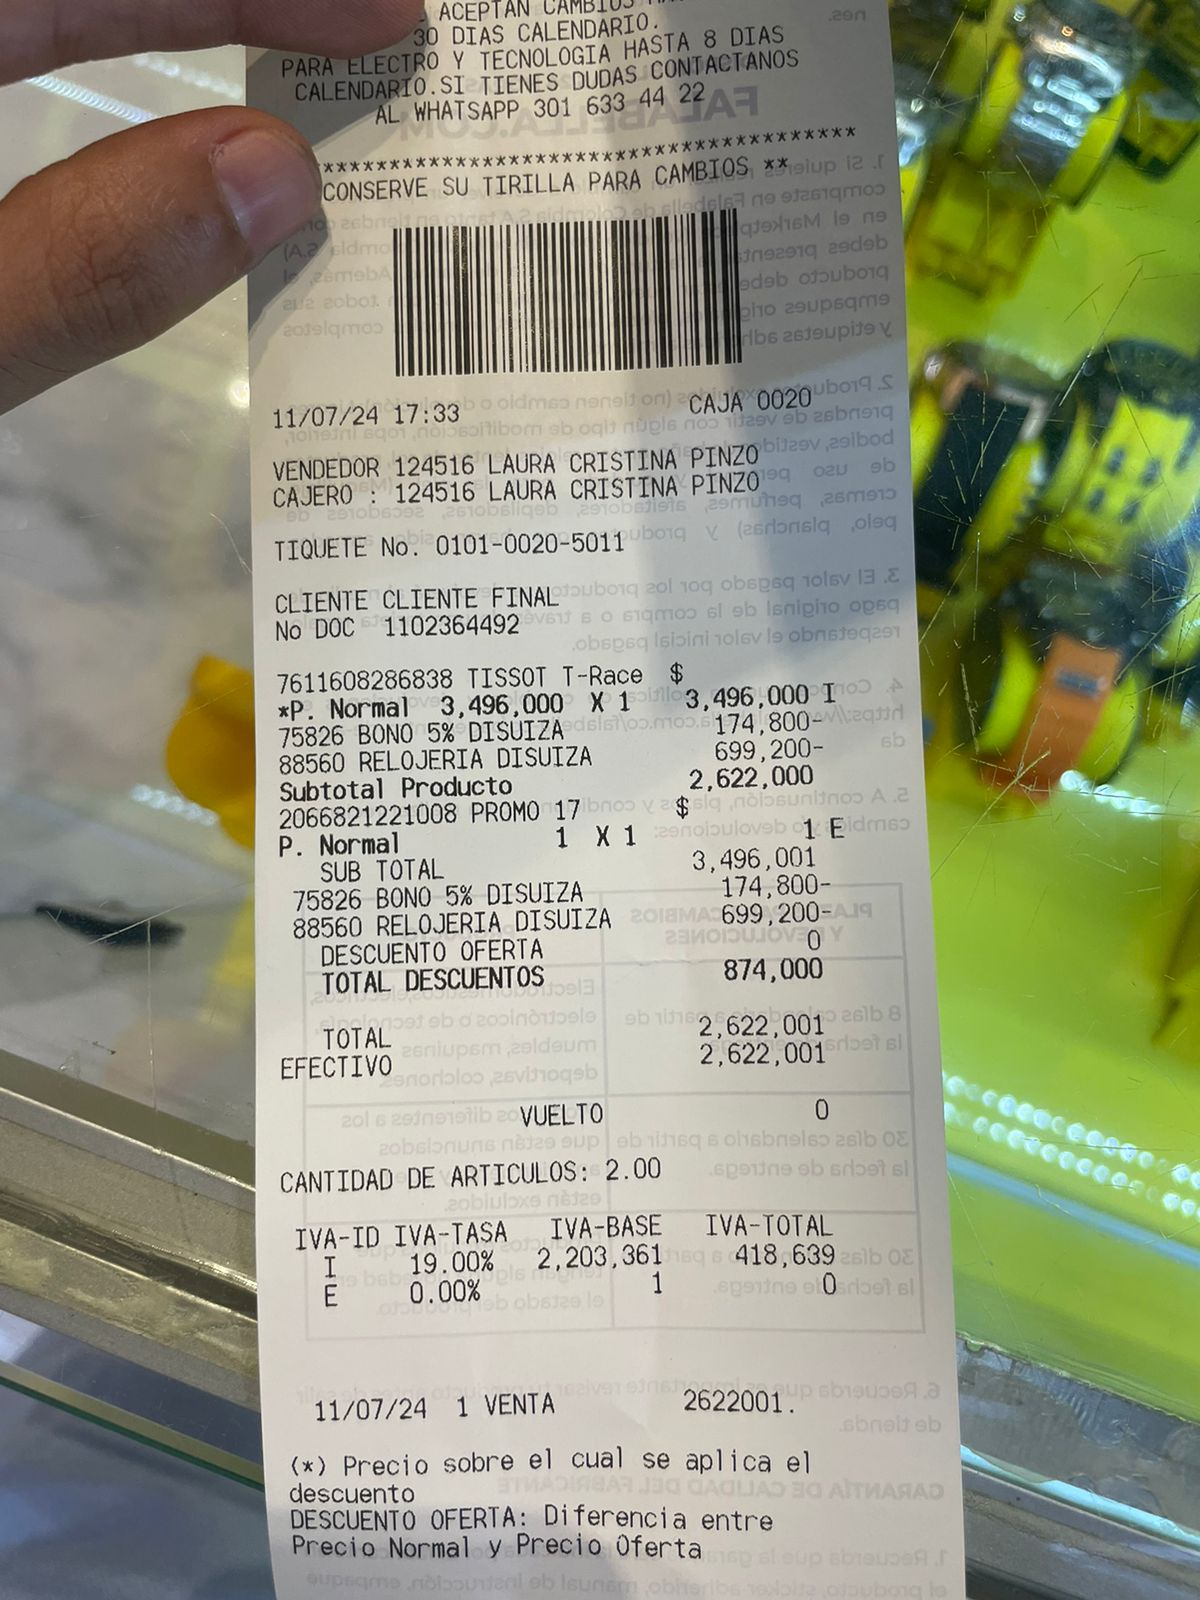 ACEPTAN CAMBIOS
30 DIAS CALENDARIO.
PARA ELECTRO Y TECNOLOGIA HASTA 8 DIAS
CALENDARIO.SI TIENES DUDAS CONTACTANOS
AL WHATSAPP 301 633 44 22
****************************************
CONSERVE SU TIRILLA PARA CAMBIOS **
11/07/24 17:33 CAJA 0020
VENDEDOR 124516 LAURA CRISTINA PINZO
CAJERO : 124516 LAURA CRISTINA PINZO
TIQUETE No. 0101-0020-5011
CLIENTE CLIENTE FINAL
No DOC 1102364492
7611608286838 TISSOT T-Race $
*P. Normal 3,496,000 X 1 3,496,000 I
75826 BONO 5% DISUIZA 174,800-
88560 RELOJERIA DISUIZA 699,200-
Subtotal Producto 2,622,000
2066821221008 PROMO 17 $
P. Normal 1 X 1 1 E
SUB TOTAL 3,496,001
75826 BONO 5% DISUIZA 174,800-
88560 RELOJERIA DISUIZA 699,200-
DESCUENTO OFERTA 0
TOTAL DESCUENTOS 874,000
TOTAL 2,622,001
EFECTIVO 2,622,001
VUELTO 0
CANTIDAD DE ARTICULOS: 2.00
IVA-ID IVA-TASA IVA-BASE IVA-TOTAL
I 19.00% 2,203,361 418,639
E 0.00% 1 0
11/07/24 1 VENTA 2622001.
(*) Precio sobre el cual se aplica el
descuento
DESCUENTO OFERTA: Diferencia entre
Precio Normal y Precio Oferta